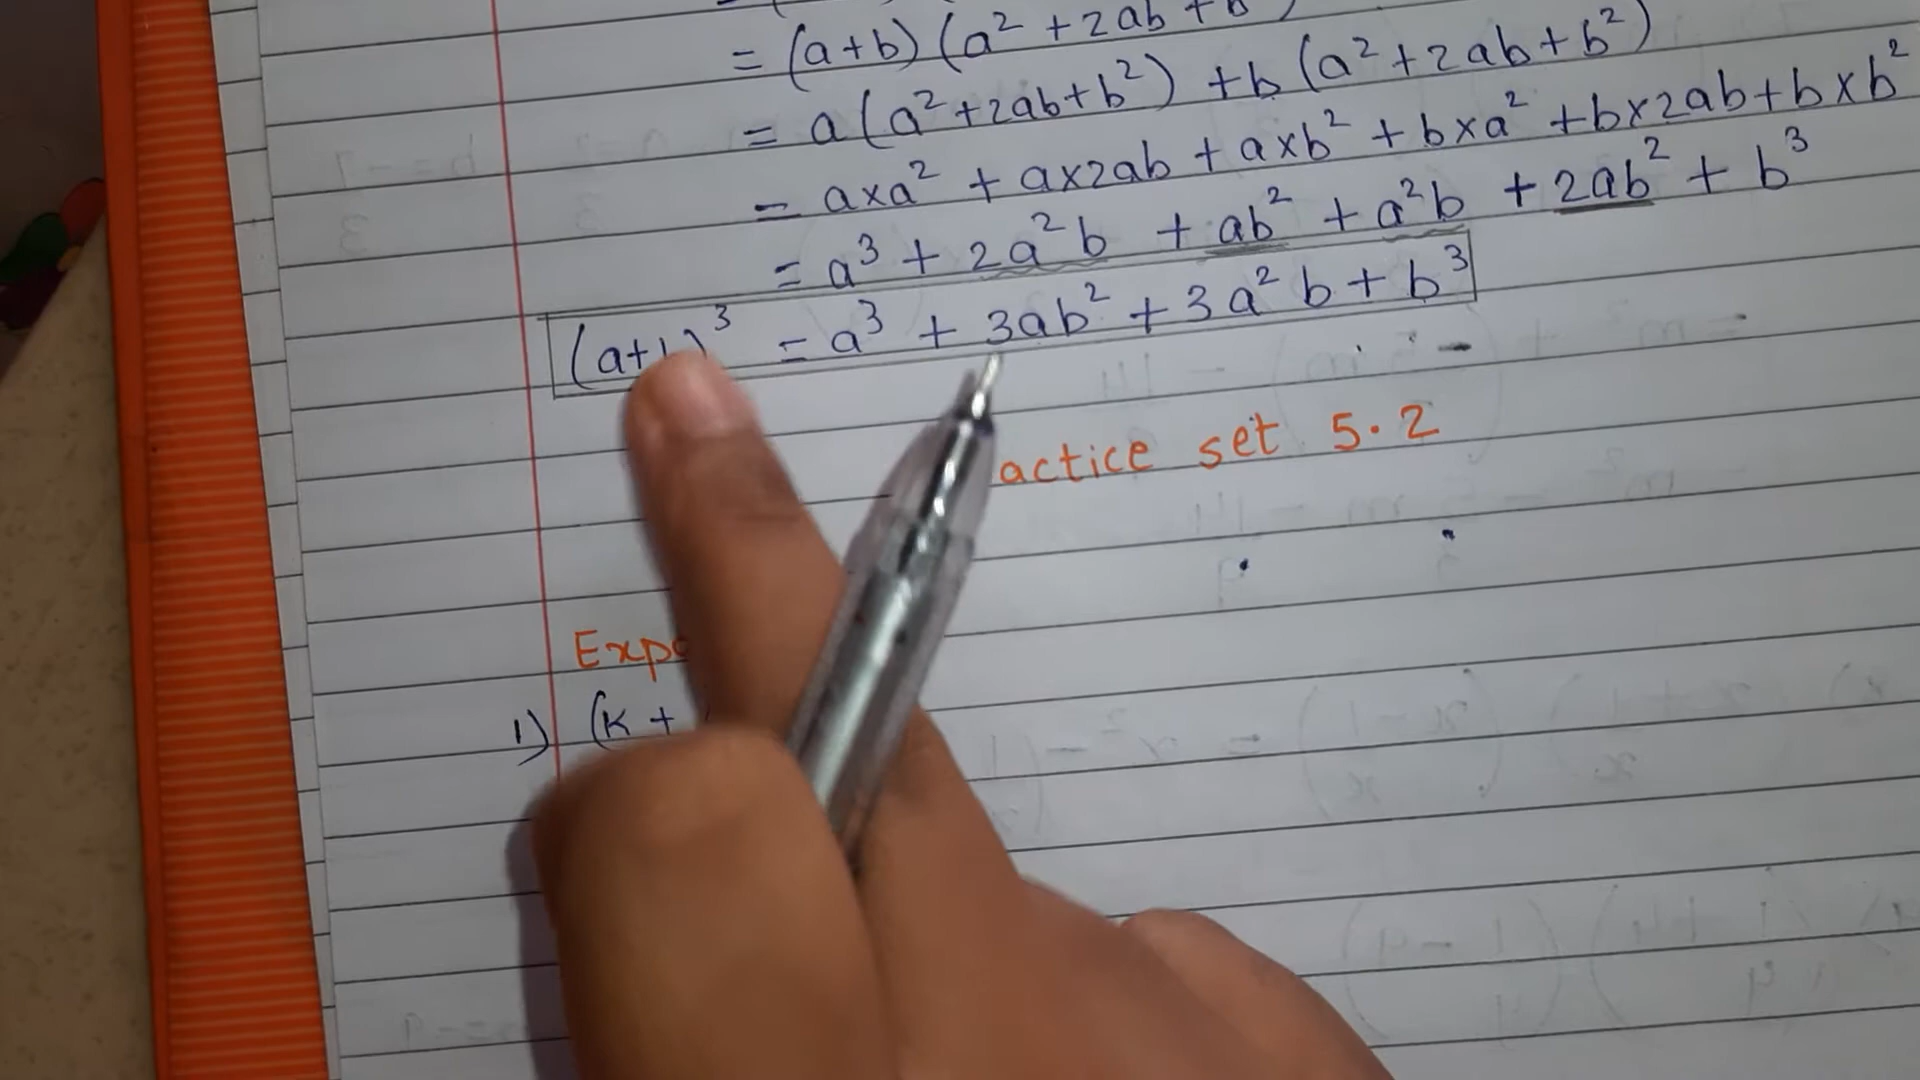 = (a+b) (a² + 2ab + b
= a (a² + 2ab + b²) + b (a² + 2ab + b²)
= a×a² + a×2ab + a×b² + b×a² + b×2ab + b×b²
= a³ + 2a²b + ab² + a²b + 2ab² + b³
(a+b)³ = a³ + 3ab² + 3a²b + b³
actice set 5.2
Exp
1) (k +